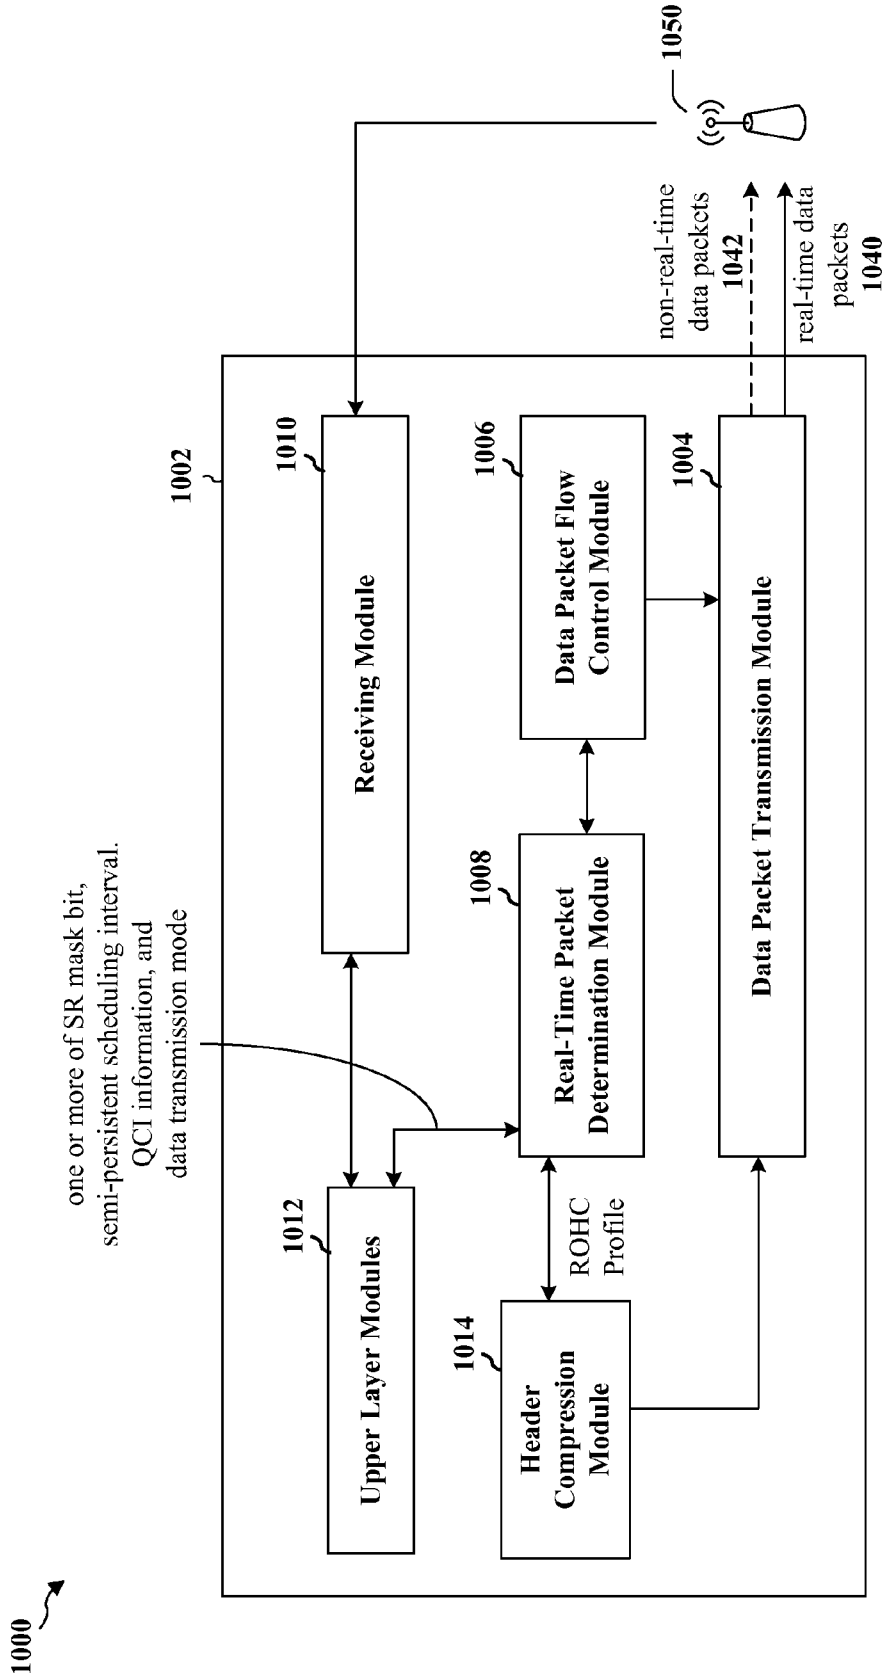 1000
one or more of SR mask bit,
semi-persistent scheduling interval.
QCI information, and
data transmission mode
1002
1012
Upper Layer Modules
1010
Receiving Module
1050
1014
Header
Compression
Module
ROHC
Profile
1008
Real-Time Packet
Determination Module
1006
Data Packet Flow
Control Module
1004
Data Packet Transmission Module
non-real-time
data packets
1042
real-time data
packets
1040